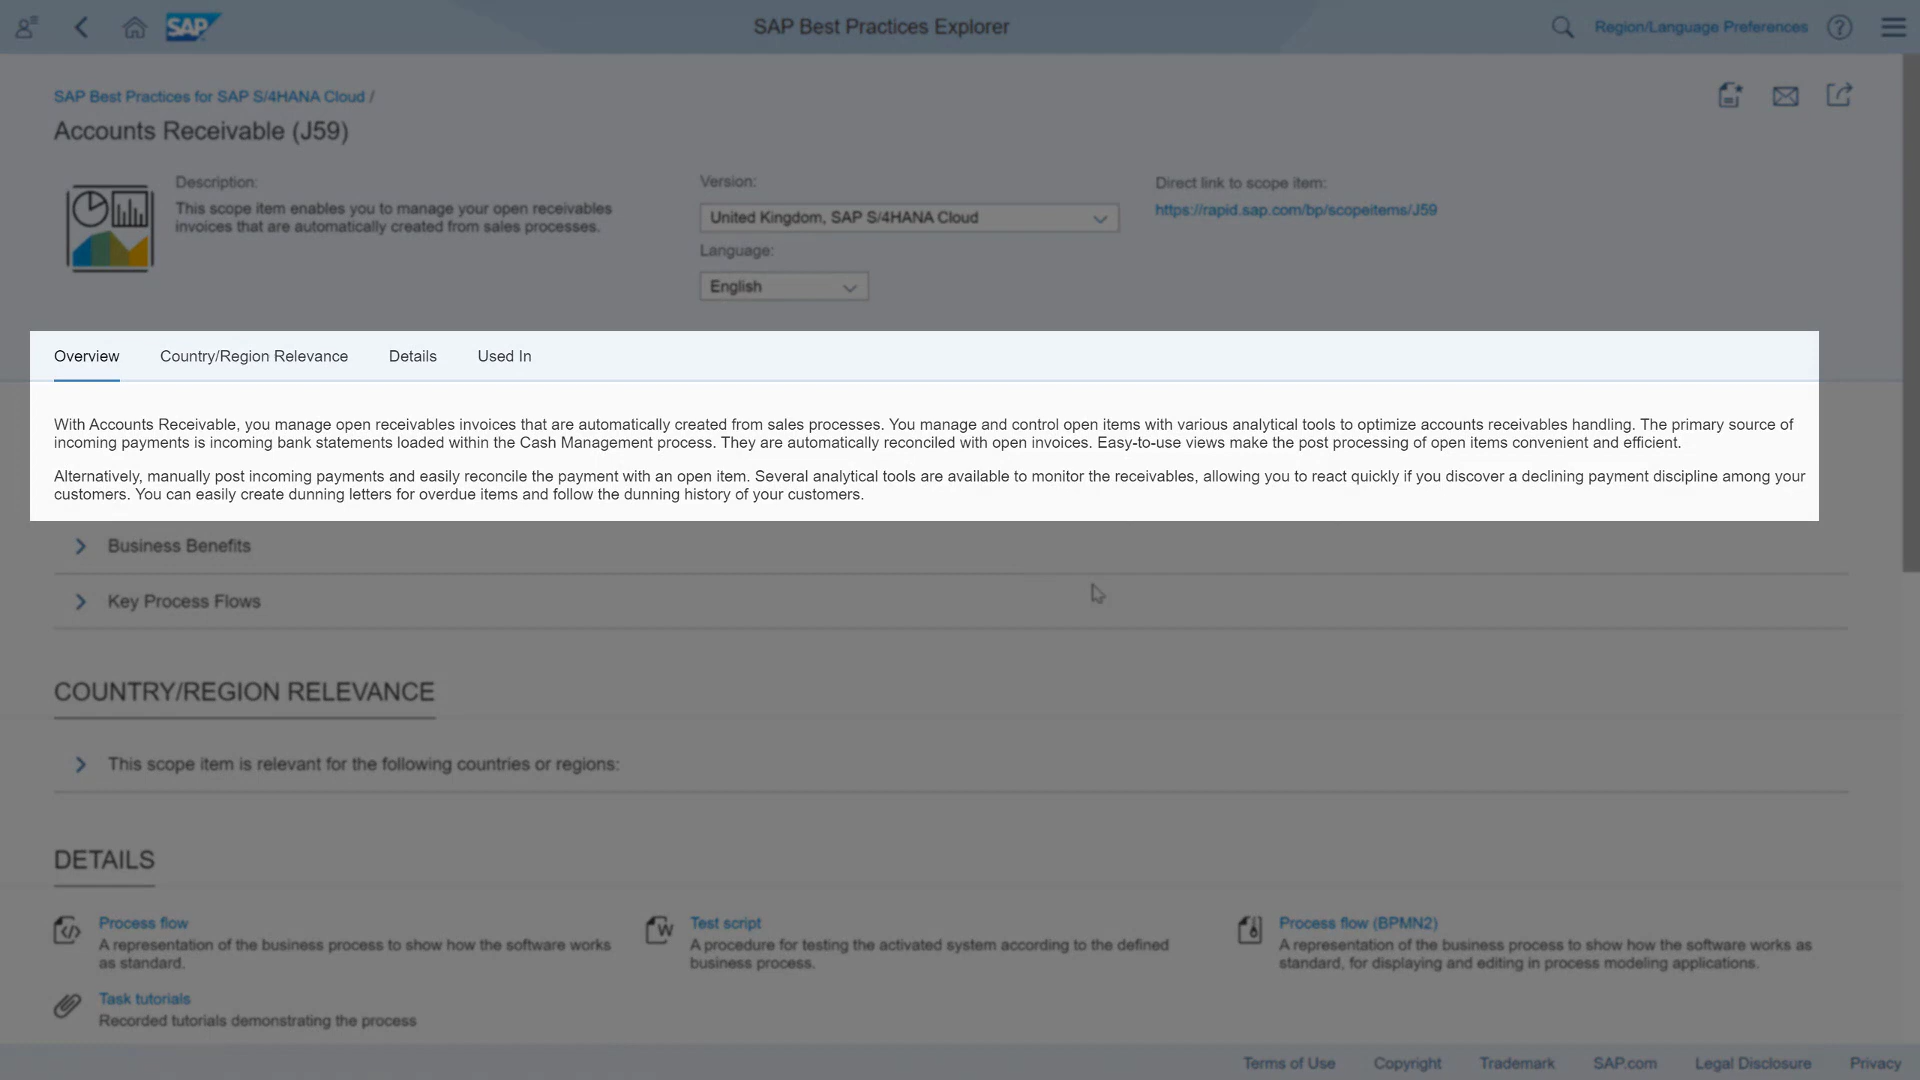 SAP
SAP Best Practices Explorer
Region/Language Preferences
SAP Best Practices for SAP S/4HANA Cloud /
Accounts Receivable (J59)
Description:
This scope item enables you to manage your open receivables
invoices that are automatically created from sales processes.
Version:
United Kingdom, SAP S/4HANA Cloud
Language:
English
Direct link to scope item:
https://rapid.sap.com/bp/scopeitems/J59
Overview Country/Region Relevance Details Used In
With Accounts Receivable, you manage open receivables invoices that are automatically created from sales processes. You manage and control open items with various analytical tools to optimize accounts receivables handling. The primary source of
incoming payments is incoming bank statements loaded within the Cash Management process. They are automatically reconciled with open invoices. Easy-to-use views make the post processing of open items convenient and efficient.
Alternatively, manually post incoming payments and easily reconcile the payment with an open item. Several analytical tools are available to monitor the receivables, allowing you to react quickly if you discover a declining payment discipline among your
customers. You can easily create dunning letters for overdue items and follow the dunning history of your customers.
Business Benefits
Key Process Flows
COUNTRY/REGION RELEVANCE
This scope item is relevant for the following countries or regions:
DETAILS
Process flow
A representation of the business process to show how the software works
as standard.
W
Test script
A procedure for testing the activated system according to the defined
business process.
Process flow (BPMN2)
A representation of the business process to show how the software works as
standard, for displaying and editing in process modeling applications.
Task tutorials
Recorded tutorials demonstrating the process
Terms of Use Copyright Trademark SAP.com Legal Disclosure Privacy